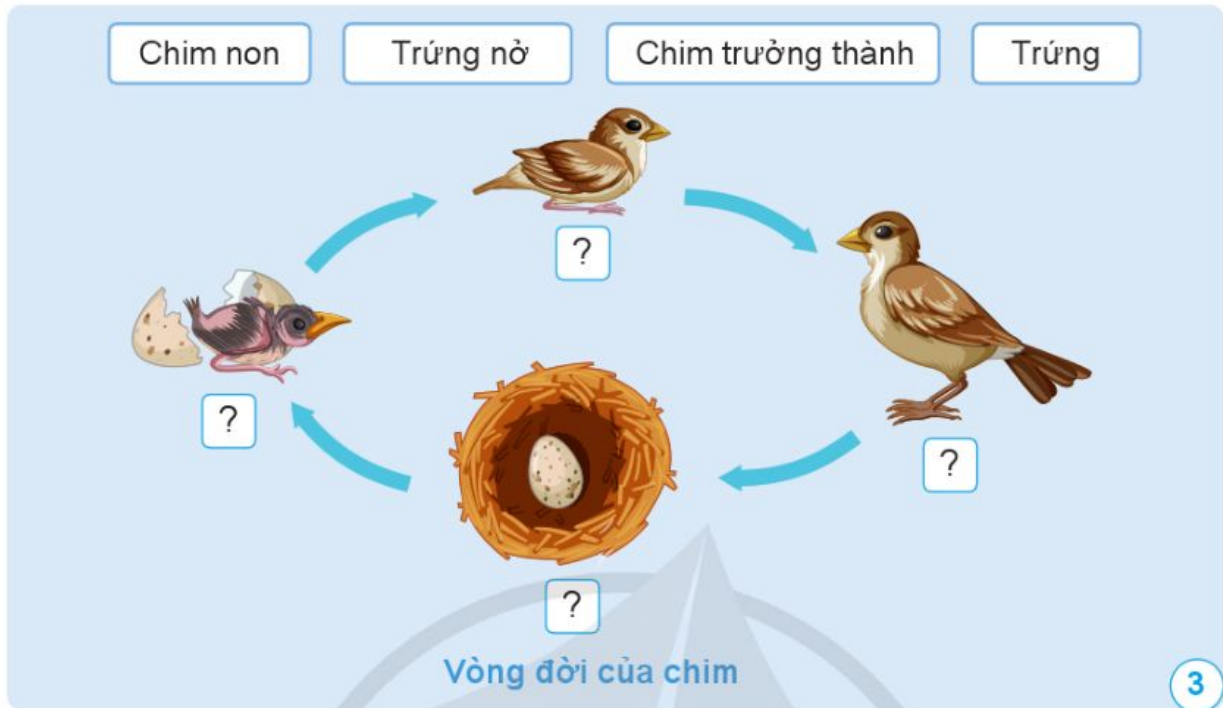 Chim non
Trứng nở
Chim trưởng thành
Trứng
?
?
?
?
Vòng đời của chim
3